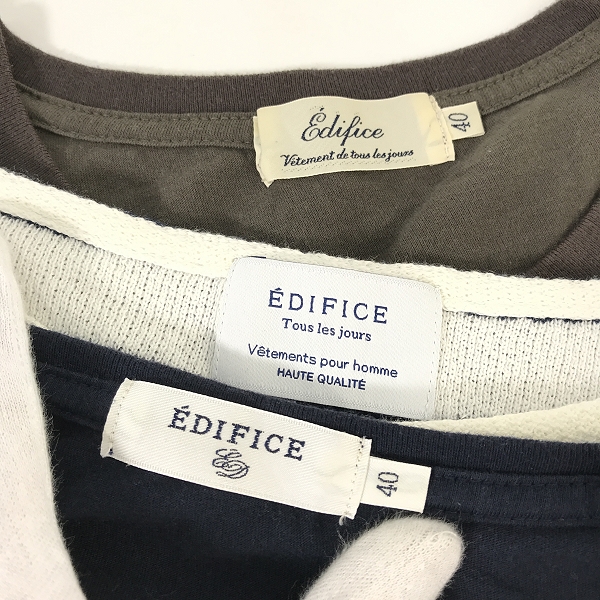 Édifice
Vêtement de tous les jours
40
ÉDIFICE
Tous les jours
Vêtements pour homme
HAUTE QUALITÉ
ÉDIFICE
ED
40